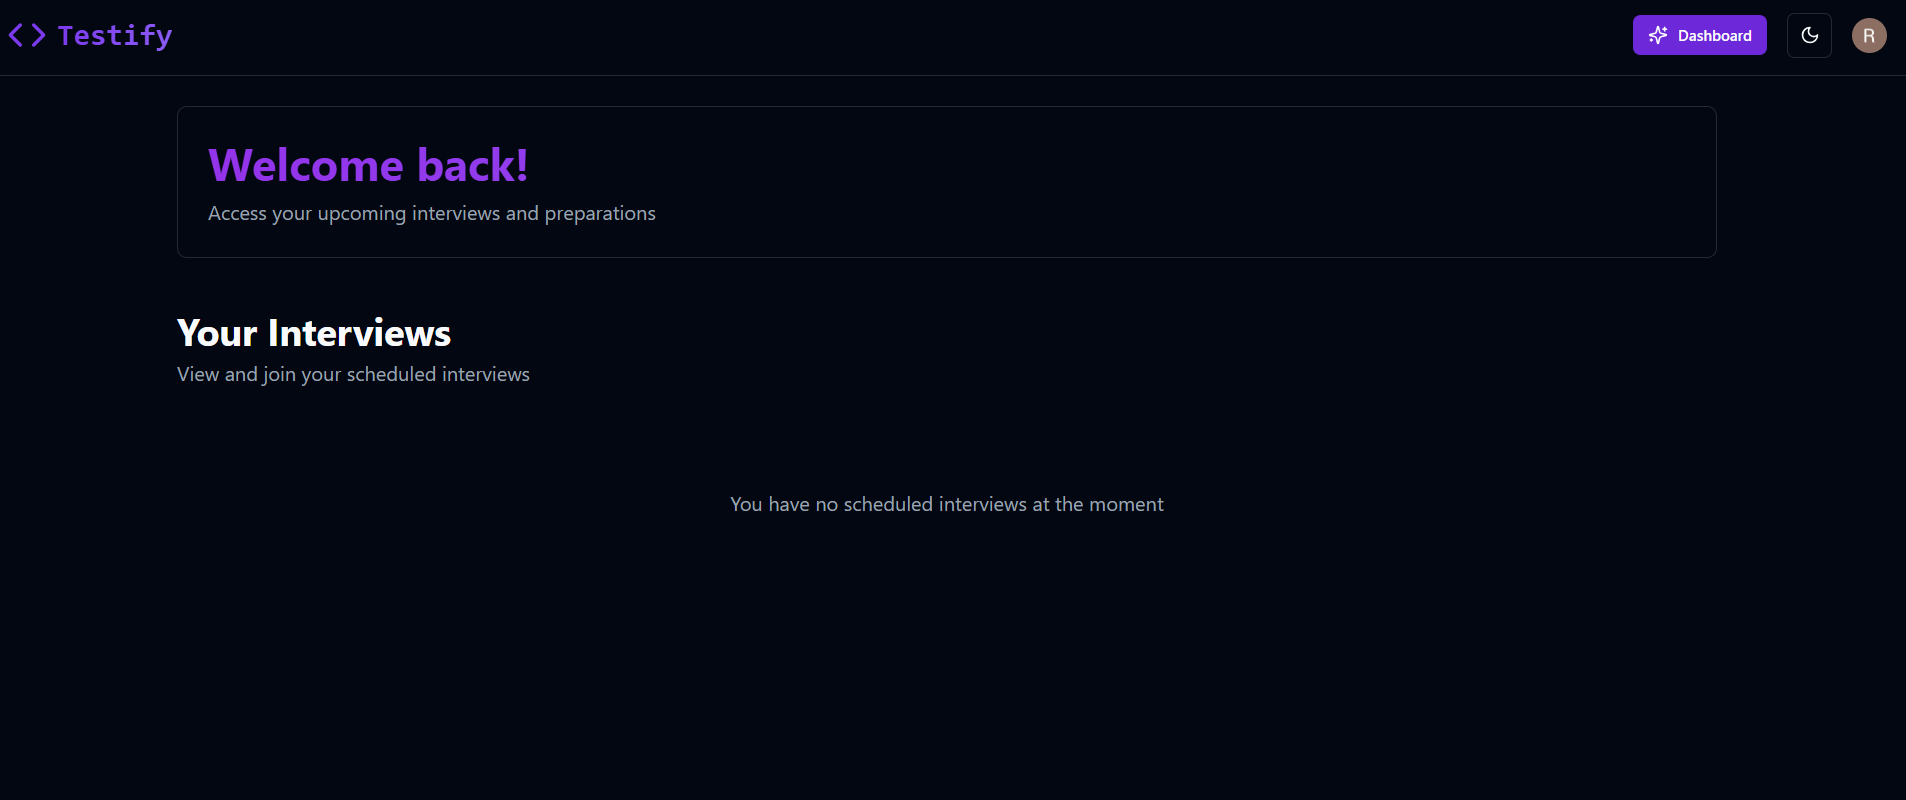 Testify
Dashboard
R
Welcome back!
Access your upcoming interviews and preparations
Your Interviews
View and join your scheduled interviews
You have no scheduled interviews at the moment